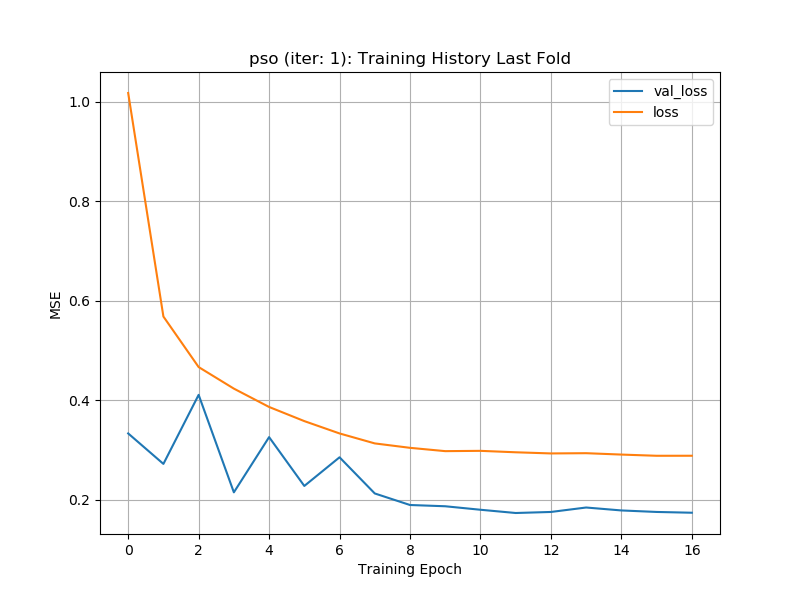 pso (iter: 1): Training History Last Fold
val_loss
loss
1.0
0.8
0.6
0.4
0.2
MSE
0 2 4 6 8 10 12 14 16
Training Epoch